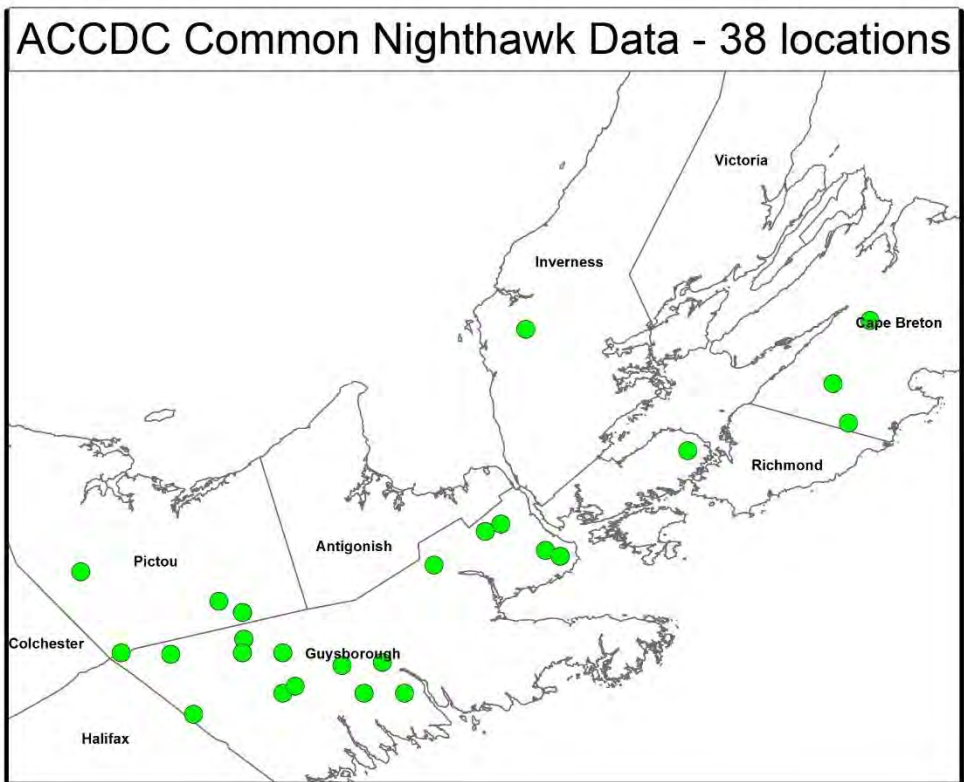 ACCDC Common Nighthawk Data - 38 locations
Victoria
Inverness
Cape Breton
Richmond
Antigonish
Pictou
Colchester
Guysborough
Halifax